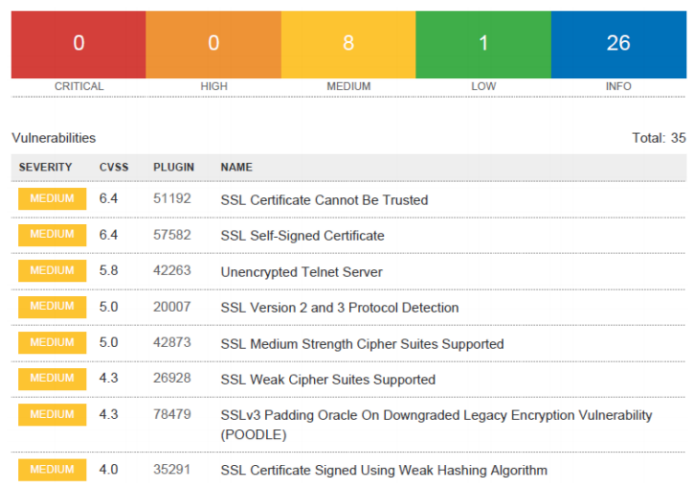 0 0 8 1 26
CRITICAL HIGH MEDIUM LOW INFO
Vulnerabilities Total: 35
SEVERITY CVSS PLUGIN NAME
MEDIUM 6.4 51192 SSL Certificate Cannot Be Trusted
MEDIUM 6.4 57582 SSL Self-Signed Certificate
MEDIUM 5.8 42263 Unencrypted Telnet Server
MEDIUM 5.0 20007 SSL Version 2 and 3 Protocol Detection
MEDIUM 5.0 42873 SSL Medium Strength Cipher Suites Supported
MEDIUM 4.3 26928 SSL Weak Cipher Suites Supported
MEDIUM 4.3 78479 SSLv3 Padding Oracle On Downgraded Legacy Encryption Vulnerability
(POODLE)
MEDIUM 4.0 35291 SSL Certificate Signed Using Weak Hashing Algorithm